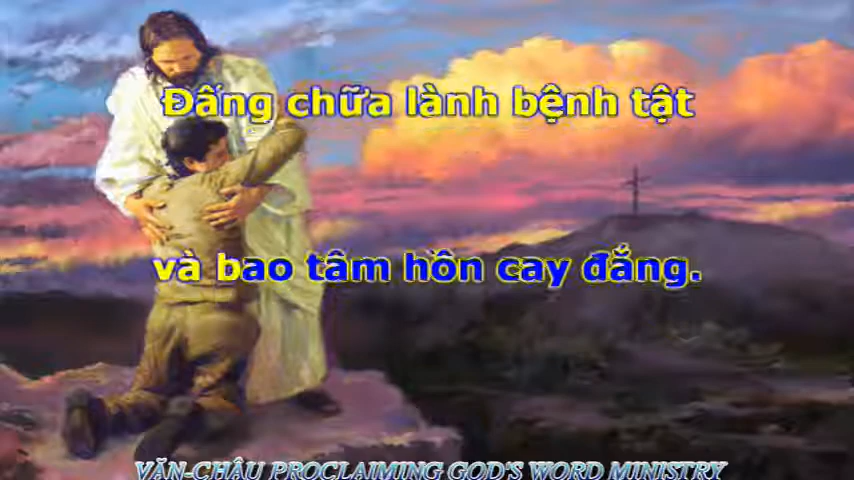 Đấng chữa lành bệnh tật
và bao tâm hồn cay đắng.
VĂN-CHÂU PROCLAIMING GOD'S WORD MINISTRY